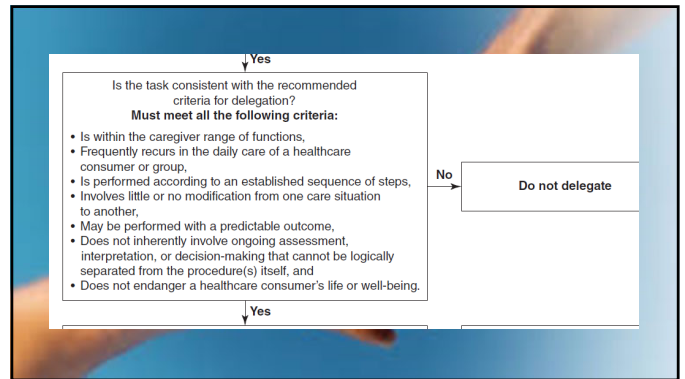 Yes
Is the task consistent with the recommended
criteria for delegation?
Must meet all the following criteria:
• Is within the caregiver range of functions,
• Frequently recurs in the daily care of a healthcare
consumer or group,
• Is performed according to an established sequence of steps,
• Involves little or no modification from one care situation
to another,
• May be performed with a predictable outcome,
• Does not inherently involve ongoing assessment,
interpretation, or decision-making that cannot be logically
separated from the procedure(s) itself, and
• Does not endanger a healthcare consumer's life or well-being.
No
Do not delegate
Yes